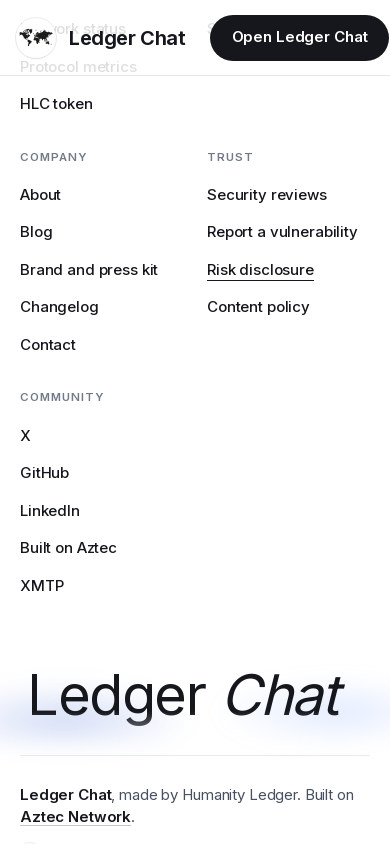 Network status
Ledger Chat
Open Ledger Chat
Protocol metrics
HLC token
COMPANY
TRUST
About
Security reviews
Blog
Report a vulnerability
Brand and press kit
Risk disclosure
Changelog
Content policy
Contact
COMMUNITY
X
GitHub
LinkedIn
Built on Aztec
XMTP
Ledger Chat
Ledger Chat, made by Humanity Ledger. Built on
Aztec Network.